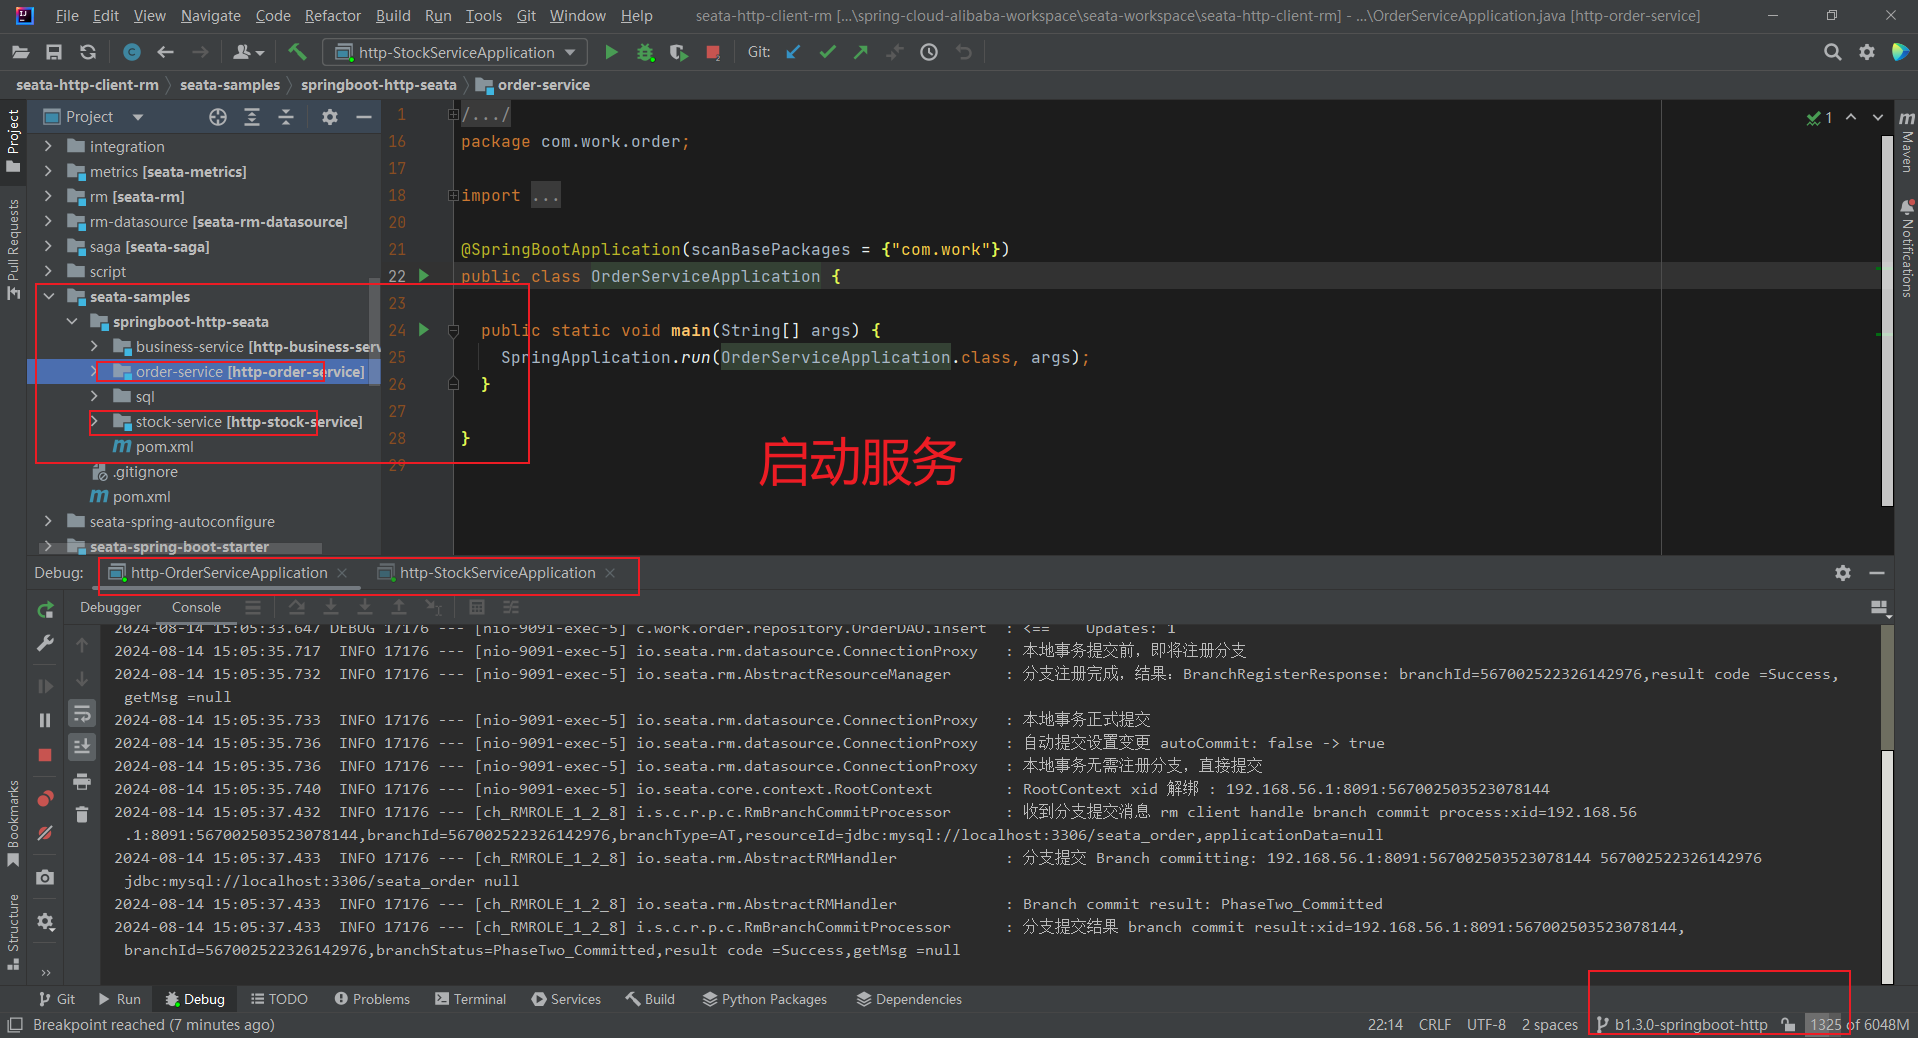 File Edit View Navigate Code Refactor Build Run Tools Git Window Help seata-http-client-rm [...\spring-cloud-alibaba-workspace\seata-workspace\seata-http-client-rm] - ...\OrderServiceApplication.java [http-order-service]
http-StockServiceApplication Git:
seata-http-client-rm seata-samples springboot-http-seata order-service
Project
Project
Pull Requests
Bookmarks
Structure
integration
metrics [seata-metrics]
rm [seata-rm]
rm-datasource [seata-rm-datasource]
saga [seata-saga]
script
seata-samples
springboot-http-seata
business-service [http-business-serv
order-service [http-order-service]
sql
stock-service [http-stock-service]
pom.xml
.gitignore
pom.xml
seata-spring-autoconfigure
seata-spring-boot-starter
1 /.../
16 package com.work.order;
17
18 import ...
20
21 @SpringBootApplication(scanBasePackages = {"com.work"})
22 public class OrderServiceApplication {
23
24 public static void main(String[] args) {
25 SpringApplication.run(OrderServiceApplication.class, args);
26 }
27
28 }
29
启动服务
1
Maven
Notifications
Debug: http-OrderServiceApplication http-StockServiceApplication
Debugger Console
2024-08-14 15:05:33.647 DEBUG 17176 --- [nio-9091-exec-5] c.work.order.repository.OrderDAO.insert : <== Updates: 1
2024-08-14 15:05:35.717 INFO 17176 --- [nio-9091-exec-5] io.seata.rm.datasource.ConnectionProxy : 本地事务提交前，即将注册分支
2024-08-14 15:05:35.732 INFO 17176 --- [nio-9091-exec-5] io.seata.rm.AbstractResourceManager : 分支注册完成，结果：BranchRegisterResponse: branchId=567002522326142976,result code =Success,
getMsg =null
2024-08-14 15:05:35.733 INFO 17176 --- [nio-9091-exec-5] io.seata.rm.datasource.ConnectionProxy : 本地事务正式提交
2024-08-14 15:05:35.736 INFO 17176 --- [nio-9091-exec-5] io.seata.rm.datasource.ConnectionProxy : 自动提交设置变更 autoCommit: false -> true
2024-08-14 15:05:35.736 INFO 17176 --- [nio-9091-exec-5] io.seata.rm.datasource.ConnectionProxy : 本地事务无需注册分支，直接提交
2024-08-14 15:05:35.740 INFO 17176 --- [nio-9091-exec-5] io.seata.core.context.RootContext : RootContext xid 解绑 : 192.168.56.1:8091:567002503523078144
2024-08-14 15:05:37.432 INFO 17176 --- [ch_RMROLE_1_2_8] i.s.c.r.p.c.RmBranchCommitProcessor : 收到分支提交消息 rm client handle branch commit process:xid=192.168.56
.1:8091:567002503523078144,branchId=567002522326142976,branchType=AT,resourceId=jdbc:mysql://localhost:3306/seata_order,applicationData=null
2024-08-14 15:05:37.433 INFO 17176 --- [ch_RMROLE_1_2_8] io.seata.rm.AbstractRMHandler : 分支提交 Branch committing: 192.168.56.1:8091:567002503523078144 567002522326142976
jdbc:mysql://localhost:3306/seata_order null
2024-08-14 15:05:37.433 INFO 17176 --- [ch_RMROLE_1_2_8] io.seata.rm.AbstractRMHandler : Branch commit result: PhaseTwo_Committed
2024-08-14 15:05:37.433 INFO 17176 --- [ch_RMROLE_1_2_8] i.s.c.r.p.c.RmBranchCommitProcessor : 分支提交结果 branch commit result:xid=192.168.56.1:8091:567002503523078144,
branchId=567002522326142976,branchStatus=PhaseTwo_Committed,result code =Success,getMsg =null
Git Run Debug TODO Problems Terminal Services Build Python Packages Dependencies
Breakpoint reached (7 minutes ago) 22:14 CRLF UTF-8 2 spaces b1.3.0-springboot-http 1325 of 6048M